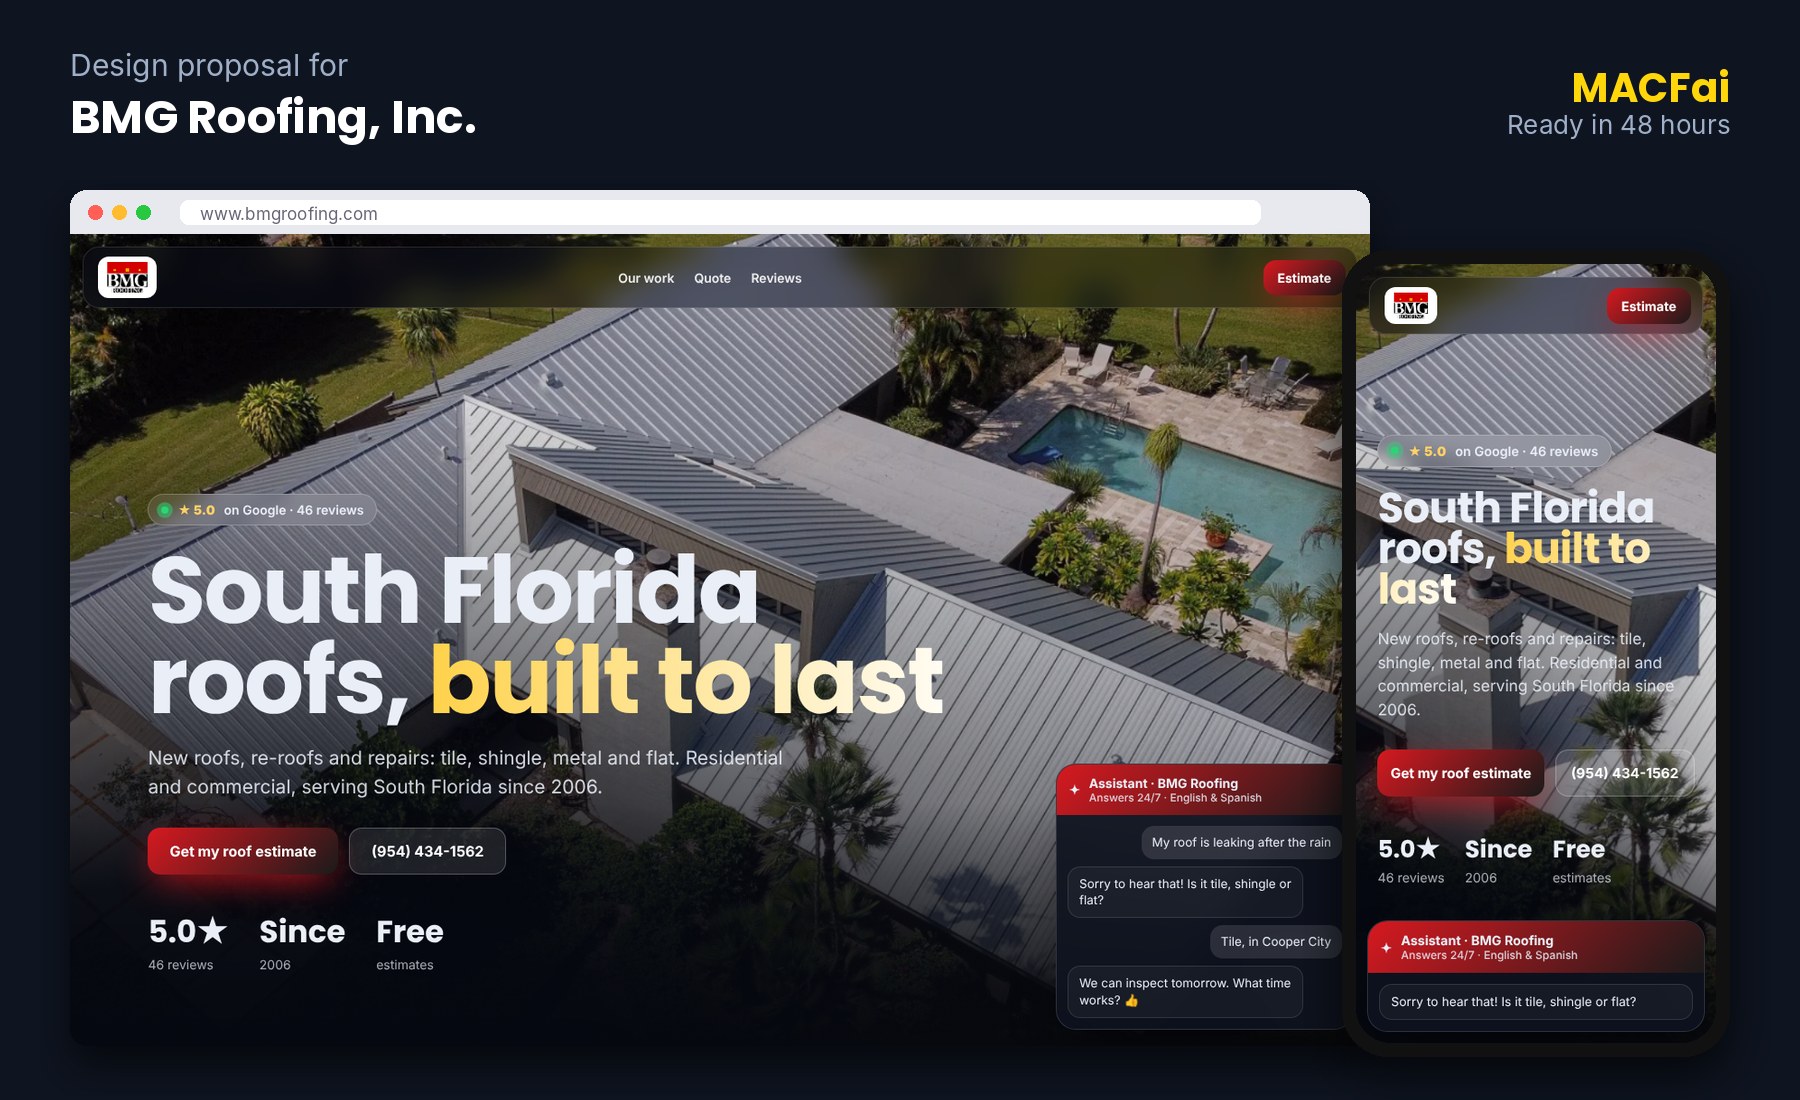 Design proposal for
BMG Roofing, Inc.
MACFai
Ready in 48 hours
www.bmgroofing.com
BMG
ROOFING
Our work
Quote
Reviews
Estimate
★ 5.0 on Google · 46 reviews
South Florida
roofs, built to last
New roofs, re-roofs and repairs: tile, shingle, metal and flat. Residential
and commercial, serving South Florida since 2006.
Get my roof estimate
(954) 434-1562
5.0★
46 reviews
Since
2006
Free
estimates
Assistant · BMG Roofing
Answers 24/7 · English & Spanish
My roof is leaking after the rain
Sorry to hear that! Is it tile, shingle or
flat?
Tile, in Cooper City
We can inspect tomorrow. What time
works? 👍
BMG
ROOFING
Estimate
★ 5.0 on Google · 46 reviews
South Florida
roofs, built to
last
New roofs, re-roofs and repairs: tile,
shingle, metal and flat. Residential and
commercial, serving South Florida since
2006.
Get my roof estimate
(954) 434-1562
5.0★
46 reviews
Since
2006
Free
estimates
Assistant · BMG Roofing
Answers 24/7 · English & Spanish
Sorry to hear that! Is it tile, shingle or flat?